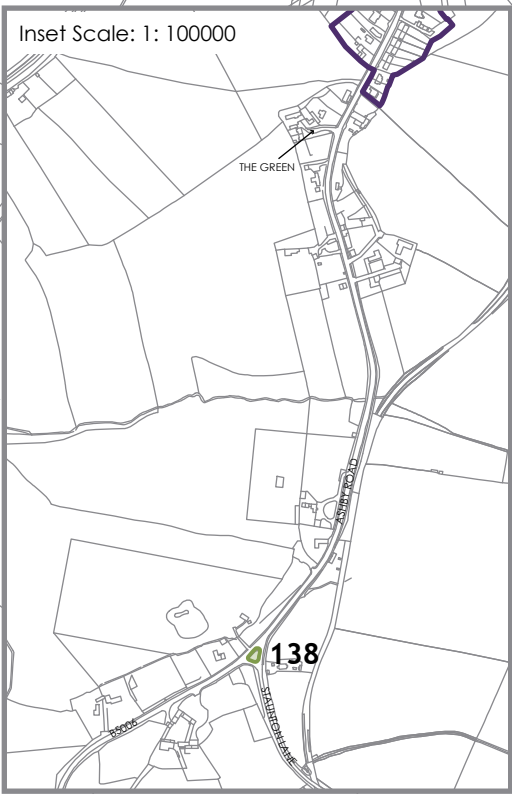 Inset Scale: 1: 100000
THE GREEN
ASHBY ROAD
138
STAUNTON LANE
B5006